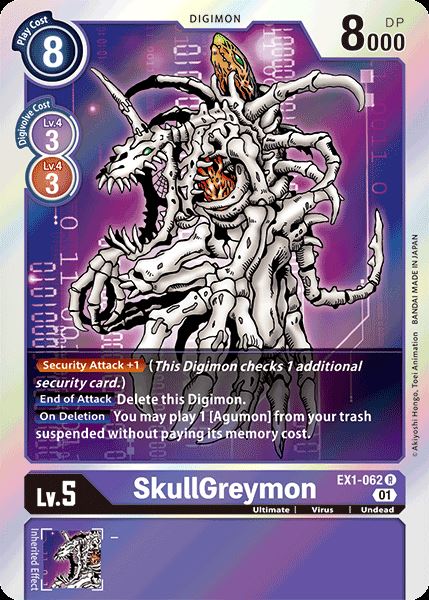 DIGIMON
Play Cost
8
DP
8000
Digivolve Cost
Lv.4
3
Lv.4
3
©Akiyoshi Hongo, Toei Animation BANDAI MADE IN JAPAN
Security Attack +1 (This Digimon checks 1 additional
security card.)
End of Attack Delete this Digimon.
On Deletion You may play 1 [Agumon] from your trash
suspended without paying its memory cost.
Lv.5
SkullGreymon
EX1-062 R
01
Ultimate | Virus | Undead
Inherited Effect
–